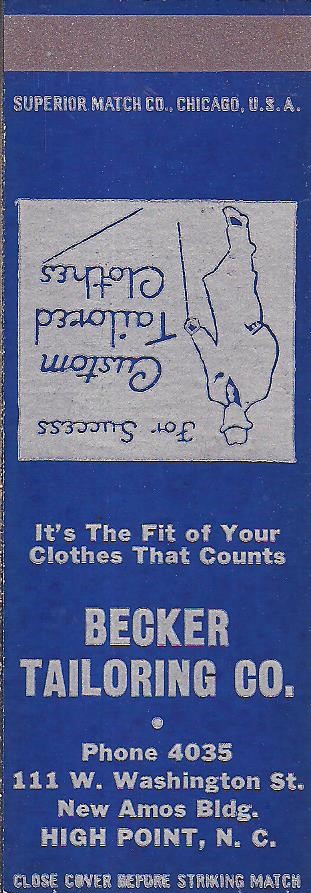 SUPERIOR MATCH CO., CHICAGO, U.S.A.
For Success
Custom
Tailored
Clothes
It's The Fit of Your
Clothes That Counts
BECKER
TAILORING CO.
•
Phone 4035
111 W. Washington St.
New Amos Bldg.
HIGH POINT, N. C.
CLOSE COVER BEFORE STRIKING MATCH